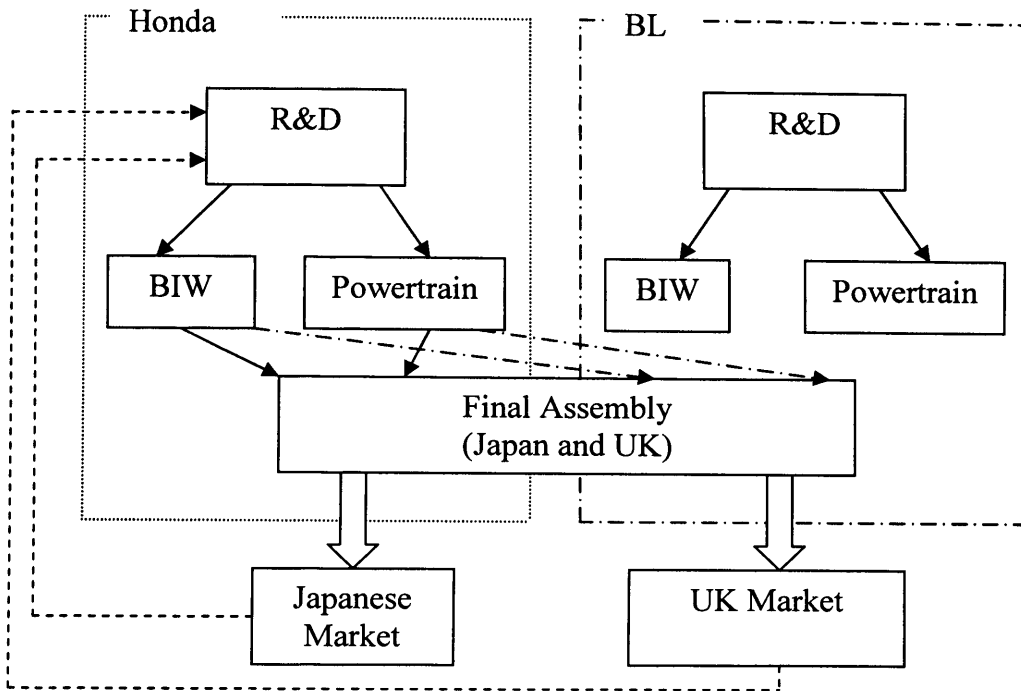 Honda
BL
R&D
R&D
BIW
Powertrain
BIW
Powertrain
Final Assembly
(Japan and UK)
Japanese
Market
UK Market